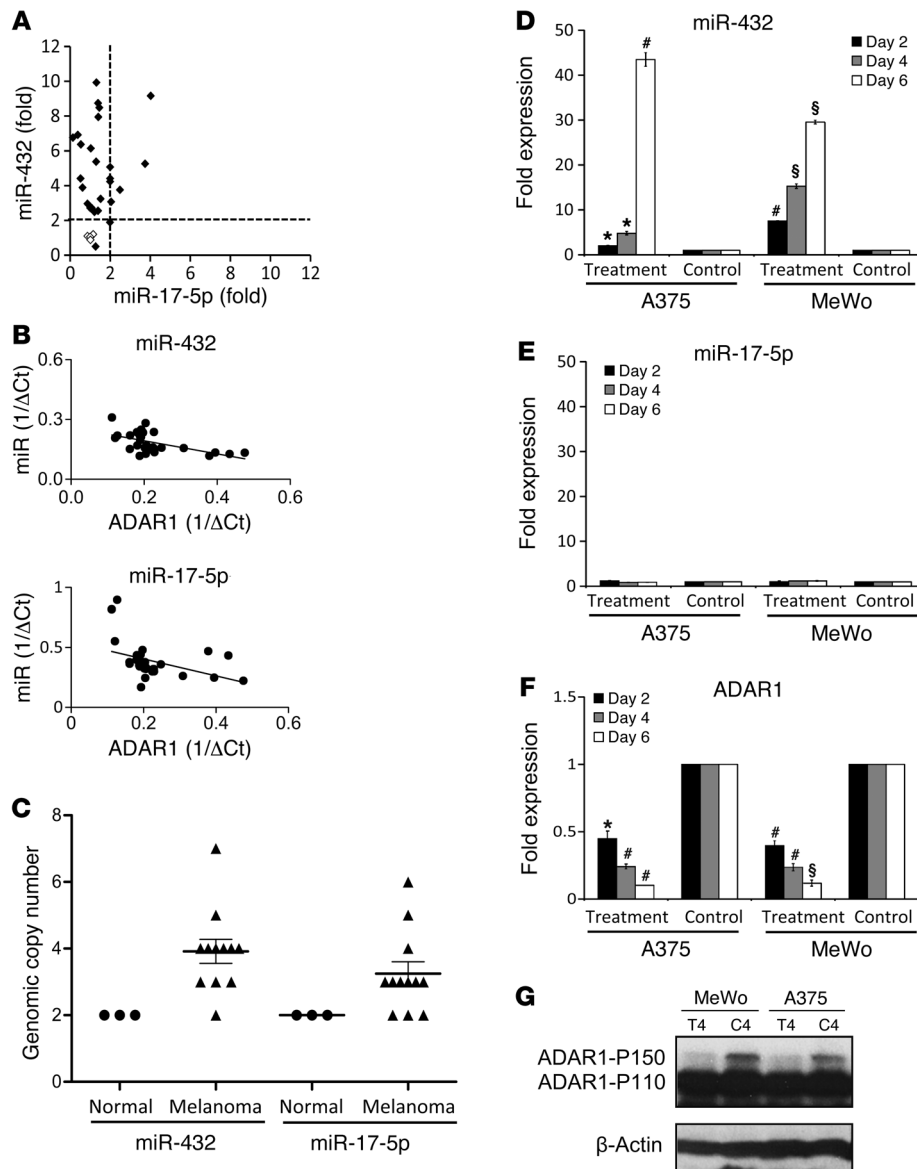 A
12
10
8
6
4
2
0
miR-432 (fold)
0 2 4 6 8 10 12
miR-17-5p (fold)
B
miR-432
0.6
0.3
0.0
miR (1/ΔCt)
0.0 0.2 0.4 0.6
ADAR1 (1/ΔCt)
miR-17-5p
1
0.5
0
miR (1/ΔCt)
0.0 0.2 0.4 0.6
ADAR1 (1/ΔCt)
C
8
6
4
2
0
Genomic copy number
Normal Melanoma Normal Melanoma
miR-432 miR-17-5p
D
miR-432
50
40
30
20
10
0
Fold expression
Day 2
Day 4
Day 6
* * # # § §
Treatment Control Treatment Control
A375 MeWo
E
miR-17-5p
50
40
30
20
10
0
Fold expression
Day 2
Day 4
Day 6
Treatment Control Treatment Control
A375 MeWo
F
ADAR1
1.5
1
0.5
0
Fold expression
Day 2
Day 4
Day 6
* # # # # §
Treatment Control Treatment Control
A375 MeWo
G
MeWo A375
T4 C4 T4 C4
ADAR1-P150
ADAR1-P110
β-Actin